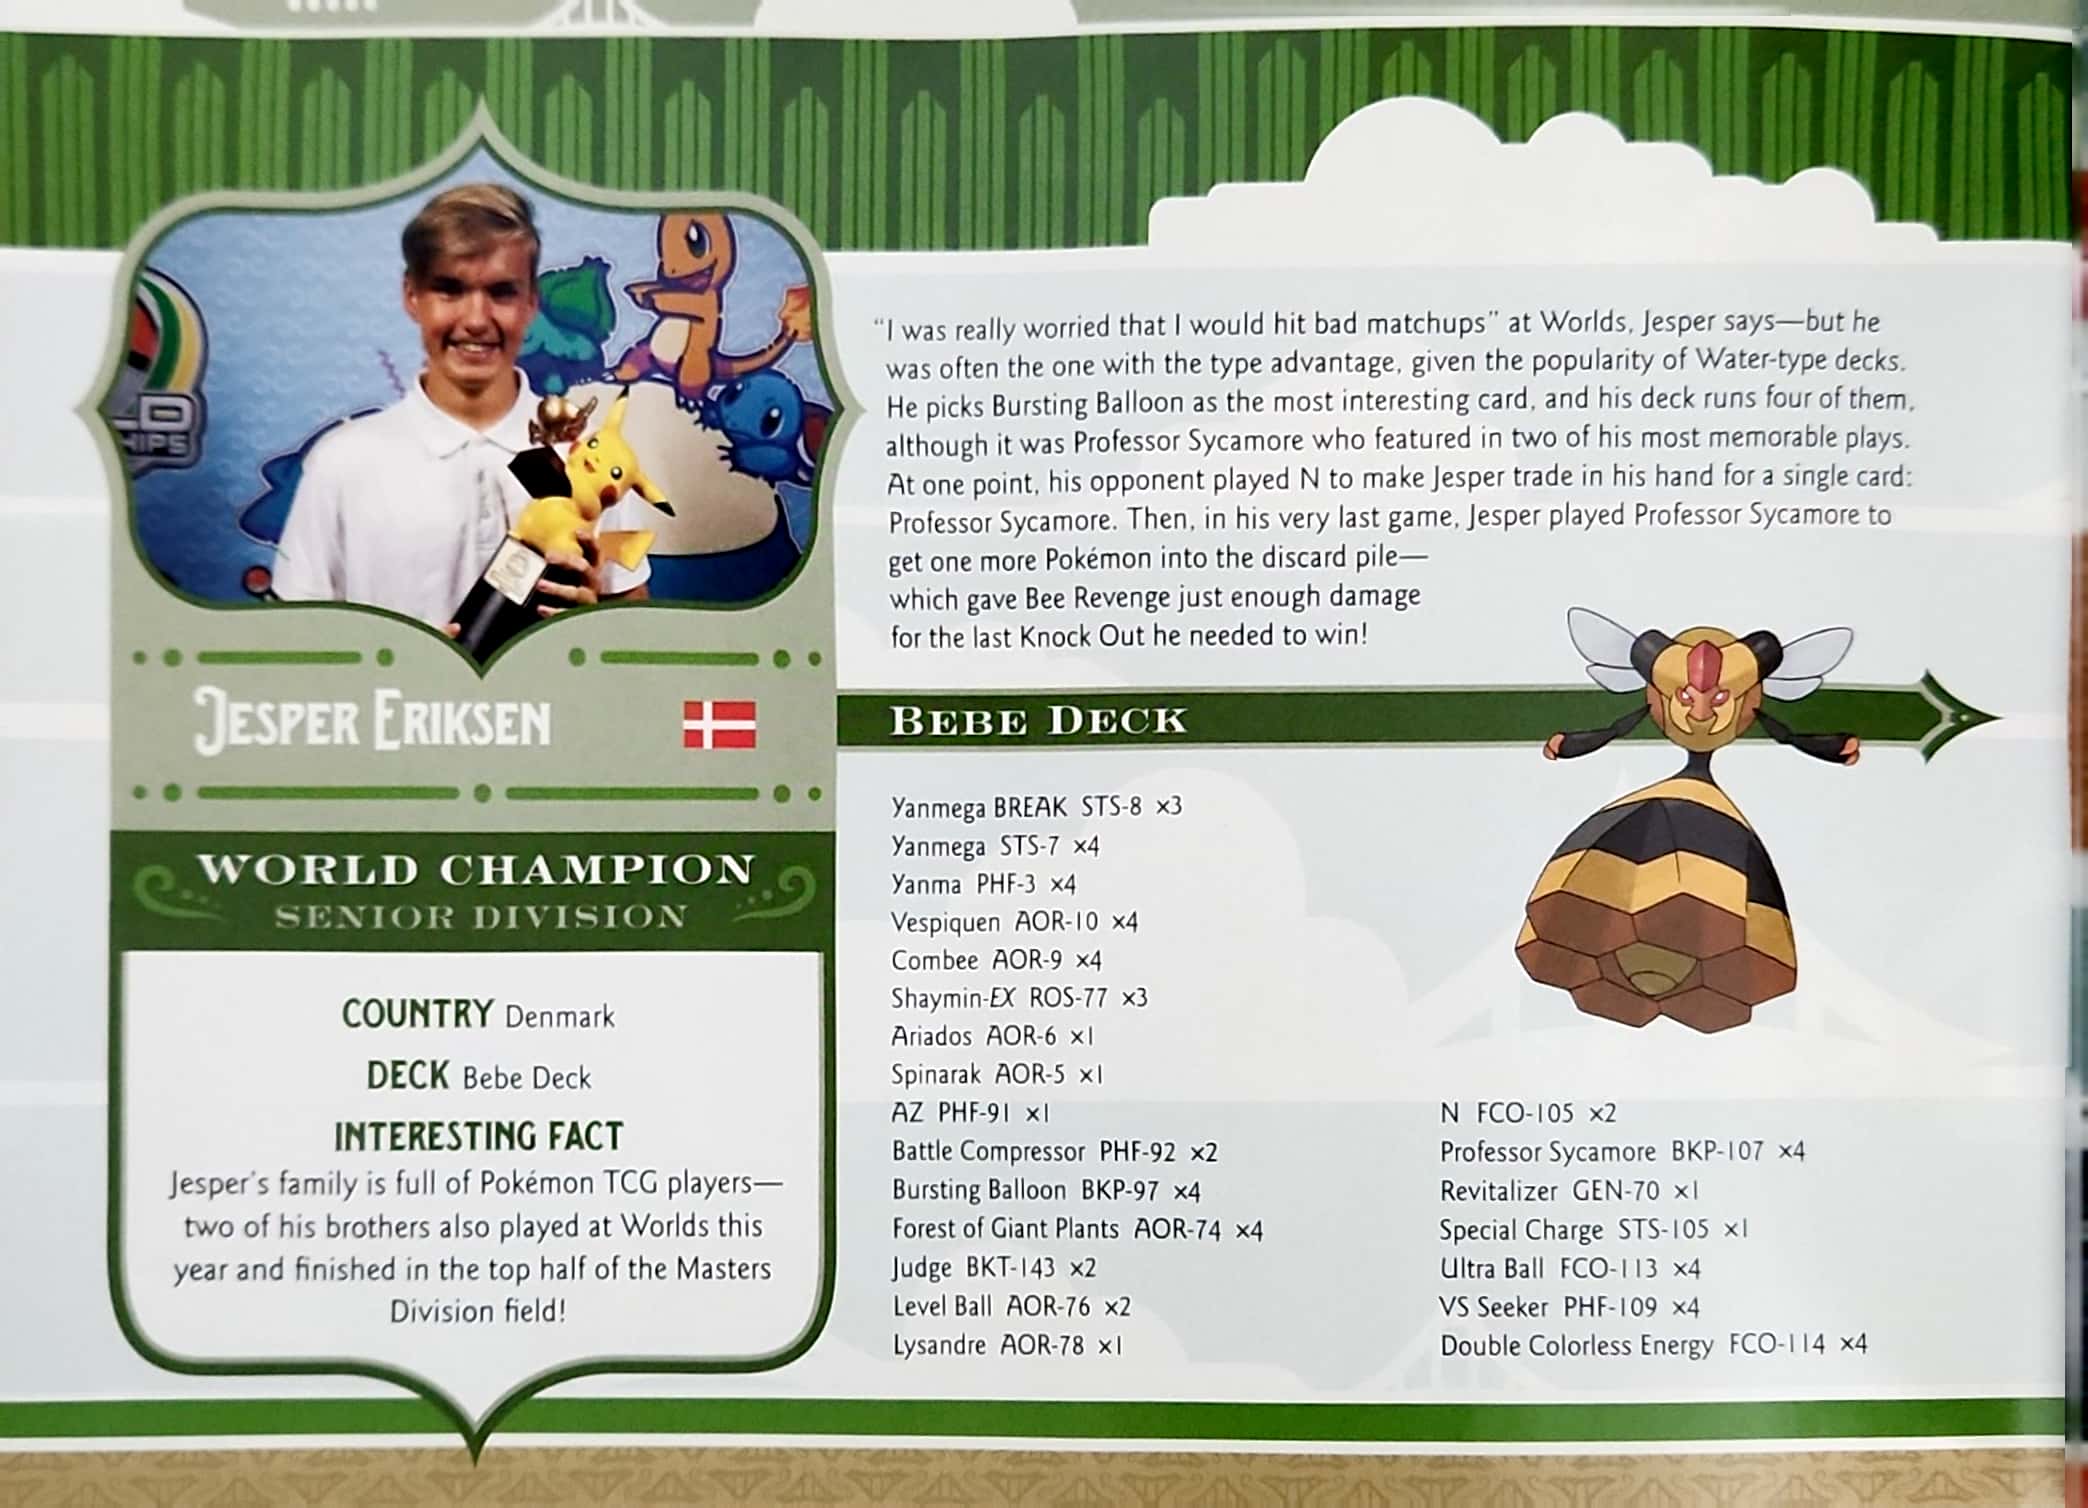 LD
HIPS
JESPER ERIKSEN
WORLD CHAMPION
SENIOR DIVISION
COUNTRY Denmark
DECK Bebe Deck
INTERESTING FACT
Jesper's family is full of Pokémon TCG players—
two of his brothers also played at Worlds this
year and finished in the top half of the Masters
Division field!
"I was really worried that I would hit bad matchups" at Worlds, Jesper says—but he
was often the one with the type advantage, given the popularity of Water-type decks.
He picks Bursting Balloon as the most interesting card, and his deck runs four of them,
although it was Professor Sycamore who featured in two of his most memorable plays.
At one point, his opponent played N to make Jesper trade in his hand for a single card:
Professor Sycamore. Then, in his very last game, Jesper played Professor Sycamore to
get one more Pokémon into the discard pile—
which gave Bee Revenge just enough damage
for the last Knock Out he needed to win!
BEBE DECK
Yanmega BREAK STS-8 ×3
Yanmega STS-7 ×4
Yanma PHF-3 ×4
Vespiquen AOR-10 ×4
Combee AOR-9 ×4
Shaymin-EX ROS-77 ×3
Ariados AOR-6 ×1
Spinarak AOR-5 ×1
AZ PHF-91 ×1
Battle Compressor PHF-92 ×2
Bursting Balloon BKP-97 ×4
Forest of Giant Plants AOR-74 ×4
Judge BKT-143 ×2
Level Ball AOR-76 ×2
Lysandre AOR-78 ×1
N FCO-105 ×2
Professor Sycamore BKP-107 ×4
Revitalizer GEN-70 ×1
Special Charge STS-105 ×1
Ultra Ball FCO-113 ×4
VS Seeker PHF-109 ×4
Double Colorless Energy FCO-114 ×4